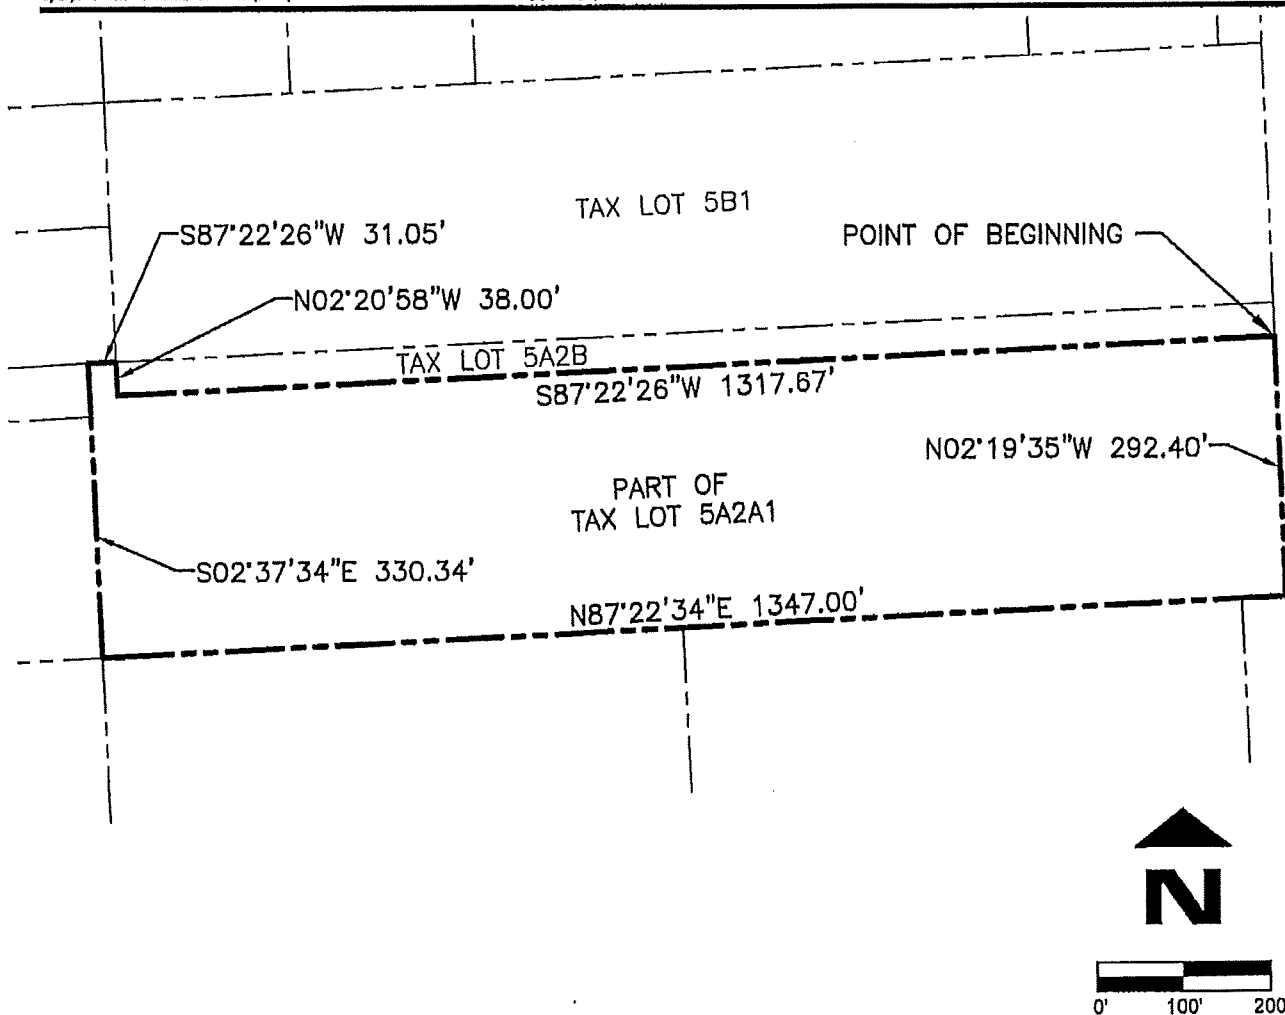 TAX LOT 5B1
S87°22'26"W 31.05'
POINT OF BEGINNING
N02°20'58"W 38.00'
TAX LOT 5A2B
S87°22'26"W 1317.67'
N02°19'35"W 292.40'
PART OF
TAX LOT 5A2A1
S02°37'34"E 330.34'
N87°22'34"E 1347.00'
N
0' 100' 200